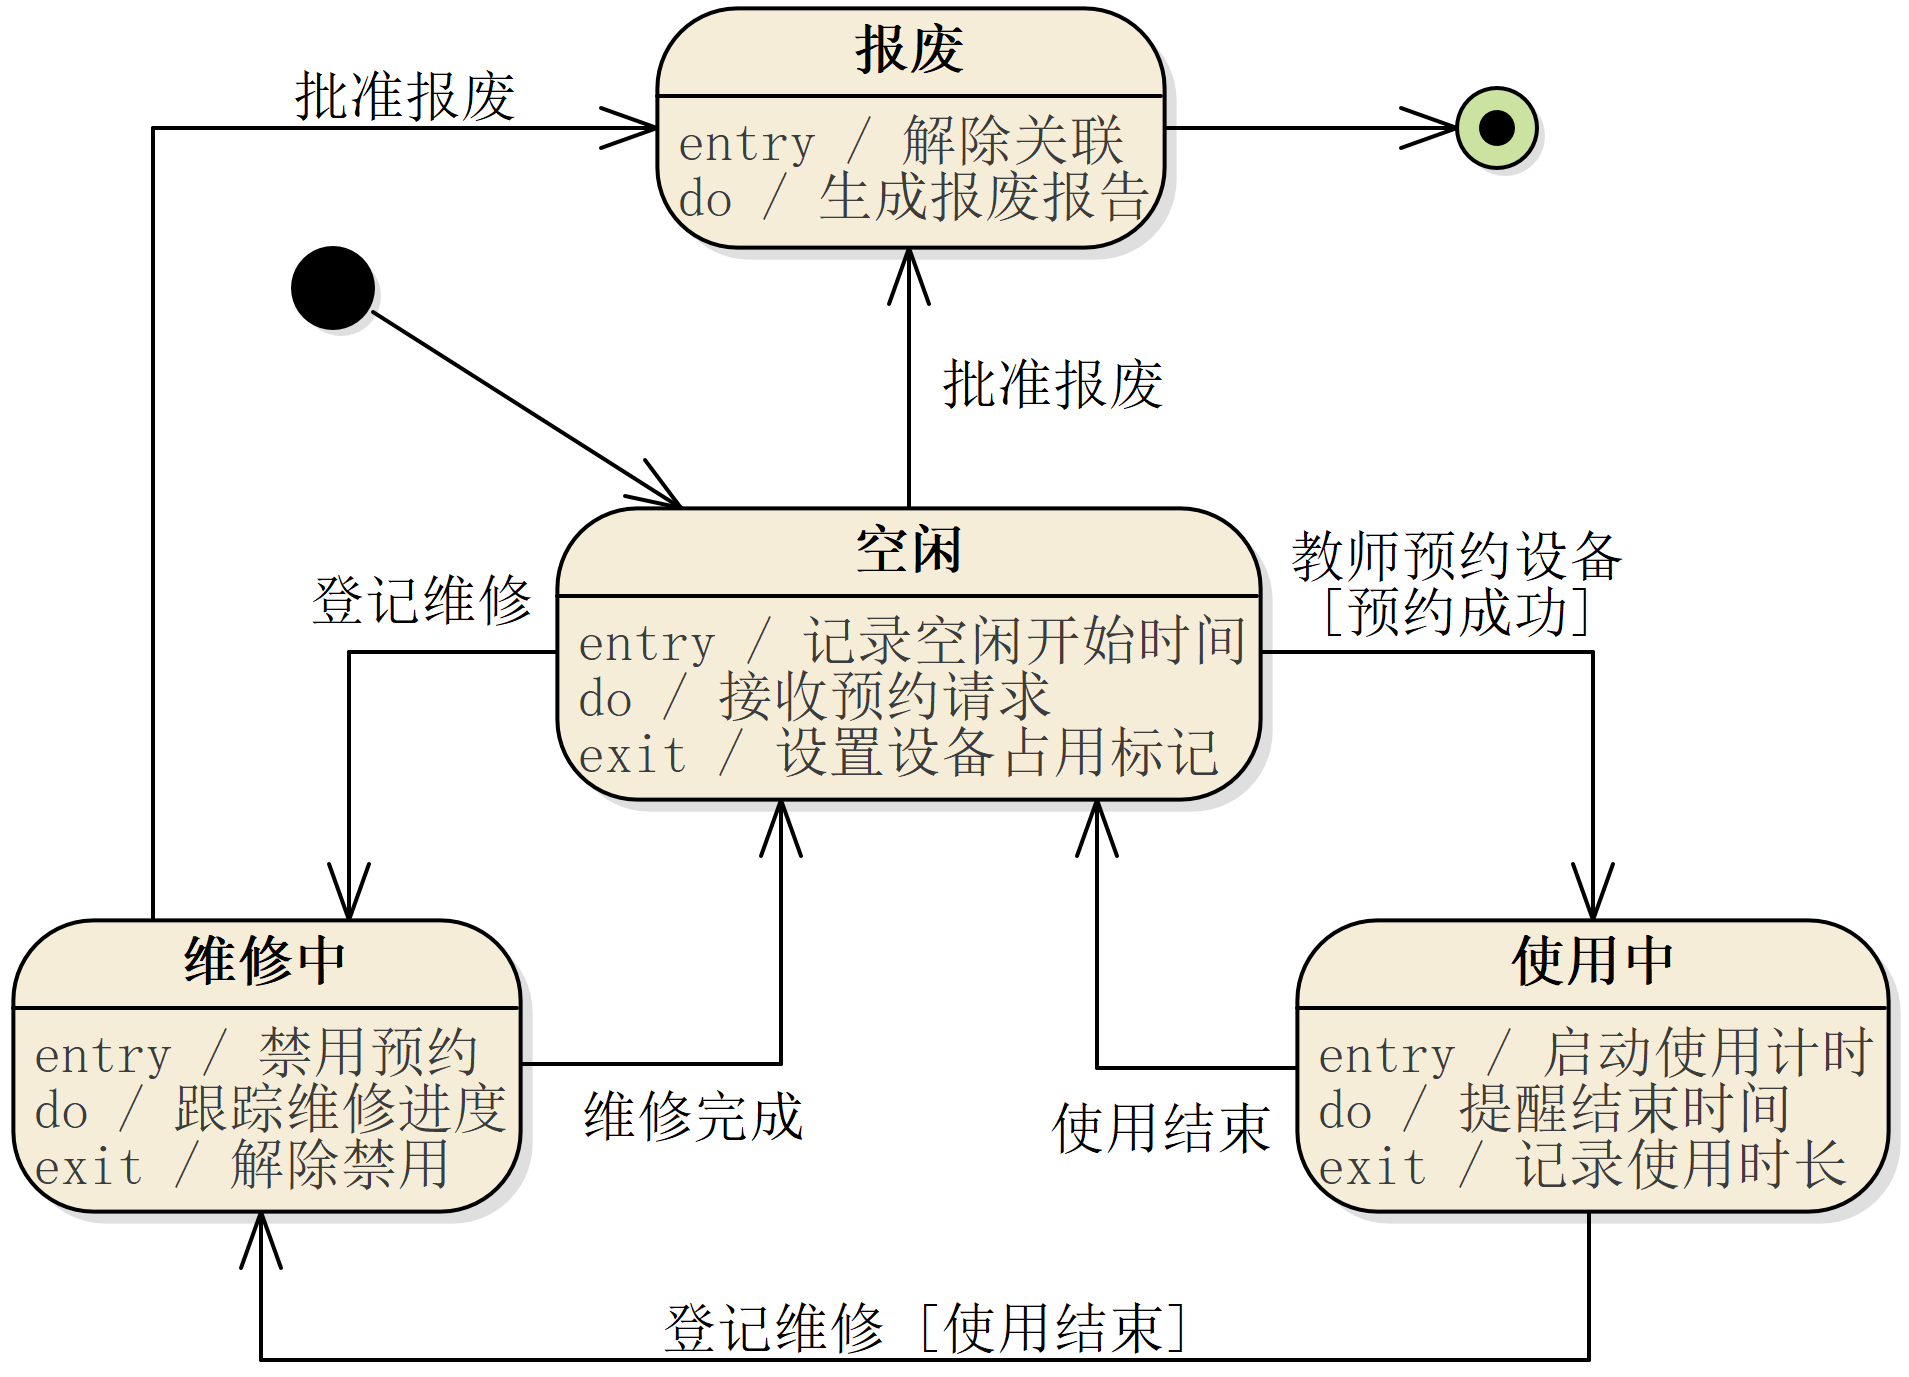 报废
批准报废
entry / 解除关联
do / 生成报废报告
批准报废
空闲
教师预约设备
[预约成功]
登记维修
entry / 记录空闲开始时间
do / 接收预约请求
exit / 设置设备占用标记
维修中
使用中
entry / 禁用预约
do / 跟踪维修进度
exit / 解除禁用
维修完成
使用结束
entry / 启动使用计时
do / 提醒结束时间
exit / 记录使用时长
登记维修 [使用结束]